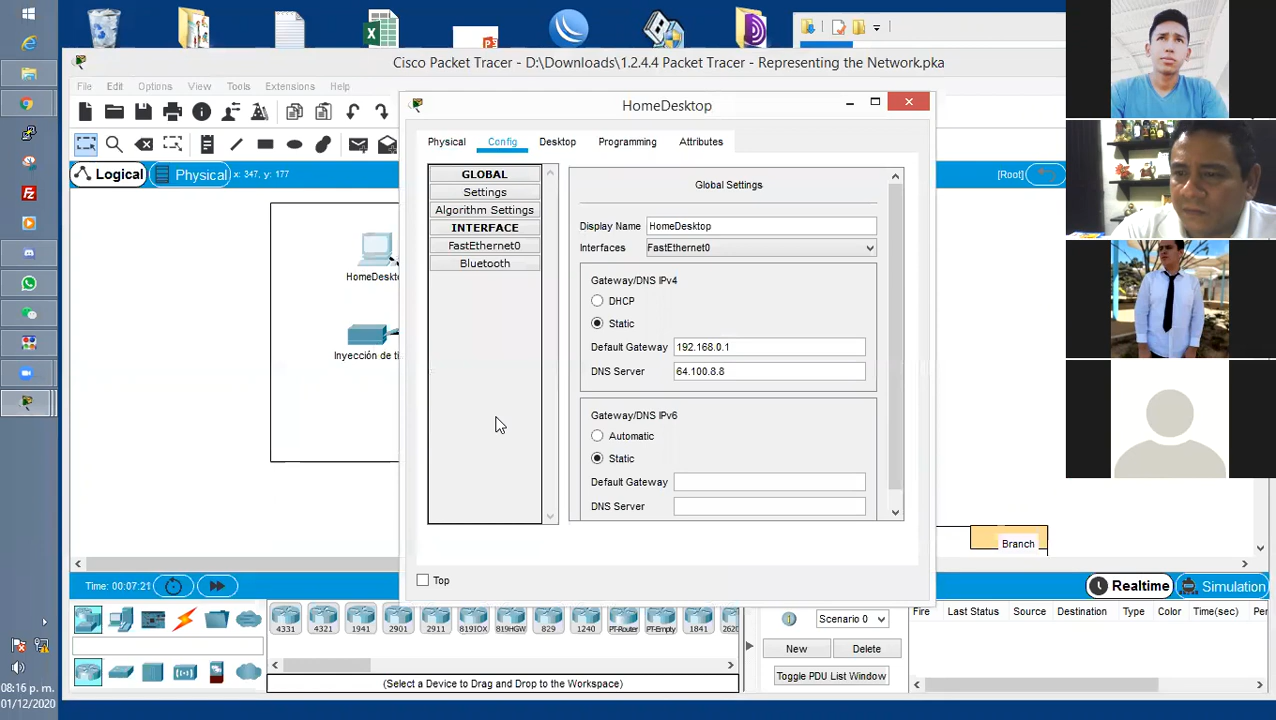 Cisco Packet Tracer - D:\Downloads\1.2.4.4 Packet Tracer - Representing the Network.pka
File Edit Options View Tools Extensions Help
HomeDesktop
Physical Config Desktop Programming Attributes
Logical Physical x: 347, y: 177 [Root]
GLOBAL
Settings
Algorithm Settings
INTERFACE
FastEthernet0
Bluetooth
Global Settings
Display Name HomeDesktop
Interfaces FastEthernet0
Gateway/DNS IPv4
DHCP
Static
Default Gateway 192.168.0.1
DNS Server 64.100.8.8
Gateway/DNS IPv6
Automatic
Static
Default Gateway
DNS Server
Top
HomeDeskto
Inyección de ti
Branch
Time: 00:07:21 Realtime Simulation
4331 4321 1941 2901 2911 819IOX 819HGW 829 1240 PT-Router PT-Empty 1841 2620
(Select a Device to Drag and Drop to the Workspace)
Scenario 0
New Delete
Toggle PDU List Window
Fire Last Status Source Destination Type Color Time(sec) Per
08:16 p. m.
01/12/2020